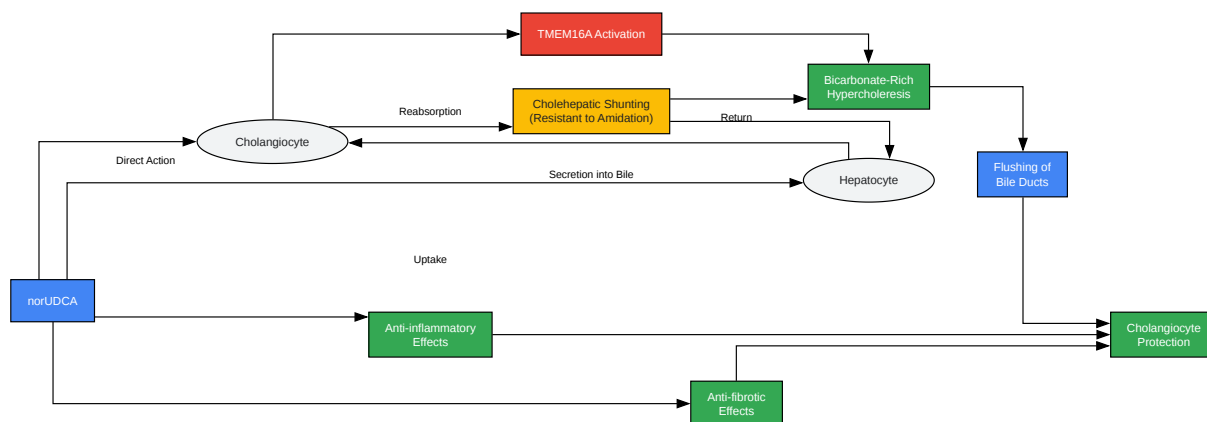 TMEM16A Activation
Bicarbonate-Rich
Hypercholeresis
Reabsorption
Cholehepatic Shunting
(Resistant to Amidation)
Return
Cholangiocyte
Direct Action
Secretion into Bile
Hepatocyte
Flushing of
Bile Ducts
Uptake
norUDCA
Anti-inflammatory
Effects
Cholangiocyte
Protection
Anti-fibrotic
Effects